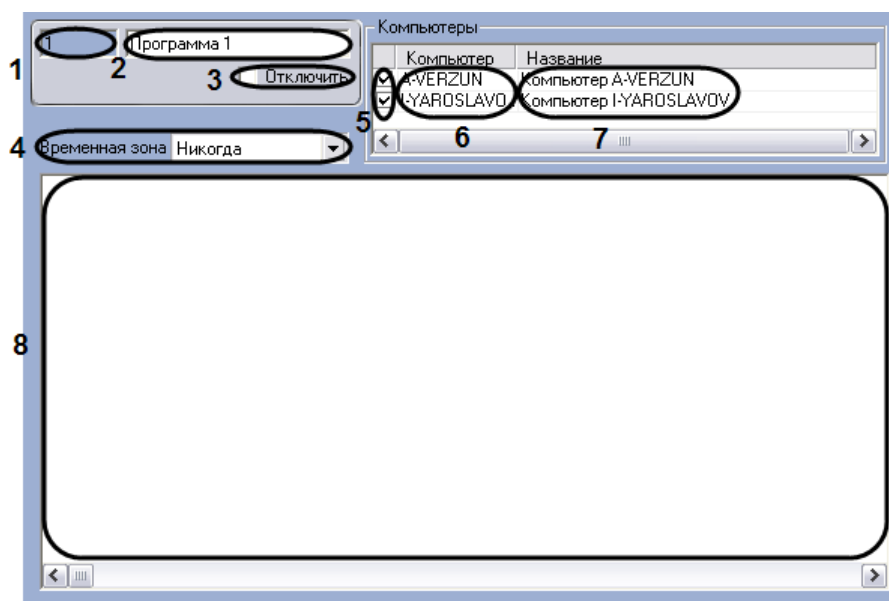 Компьютеры
1 Программа 1
1 2 3 Отключить
Компьютер Название
A-VERZUN Компьютер A-VERZUN
I-YAROSLAVO Компьютер I-YAROSLAVOV
5 6 7
4 Временная зона Никогда
8